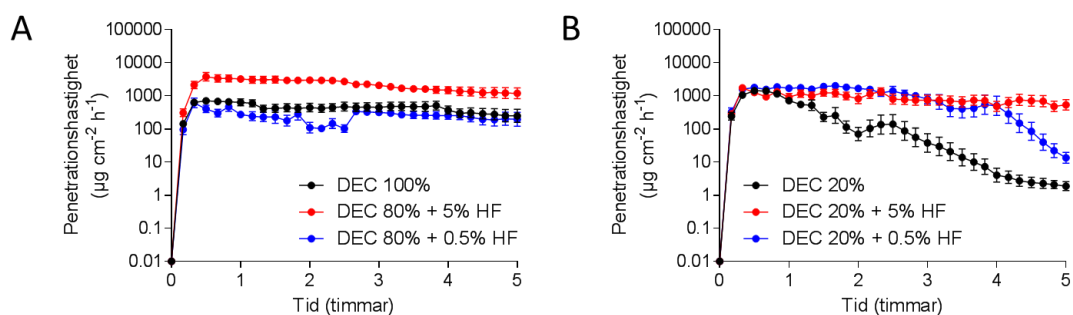 A
Penetrationshastighet
(µg cm⁻² h⁻¹)
100000
10000
1000
100
10
1
0.1
0.01
DEC 100%
DEC 80% + 5% HF
DEC 80% + 0.5% HF
0 1 2 3 4 5
Tid (timmar)
B
Penetrationshastighet
(µg cm⁻² h⁻¹)
100000
10000
1000
100
10
1
0.1
0.01
DEC 20%
DEC 20% + 5% HF
DEC 20% + 0.5% HF
0 1 2 3 4 5
Tid (timmar)